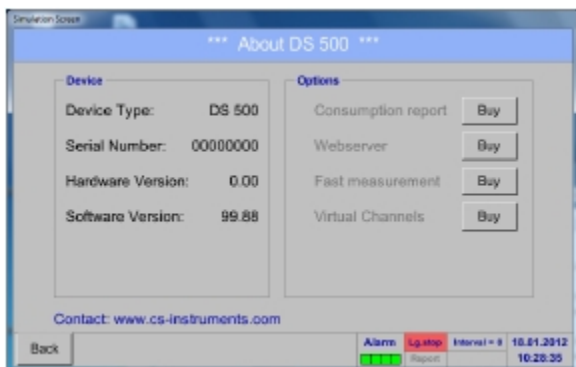 Simulation Screen
*** About DS 500 ***
Device
Device Type: DS 500
Serial Number: 00000000
Hardware Version: 0.00
Software Version: 99.88
Options
Consumption report Buy
Webserver Buy
Fast measurement Buy
Virtual Channels Buy
Contact: www.cs-instruments.com
Back
Alarm Lg.stop Interval = 0 18.01.2012
Report 10:28:35